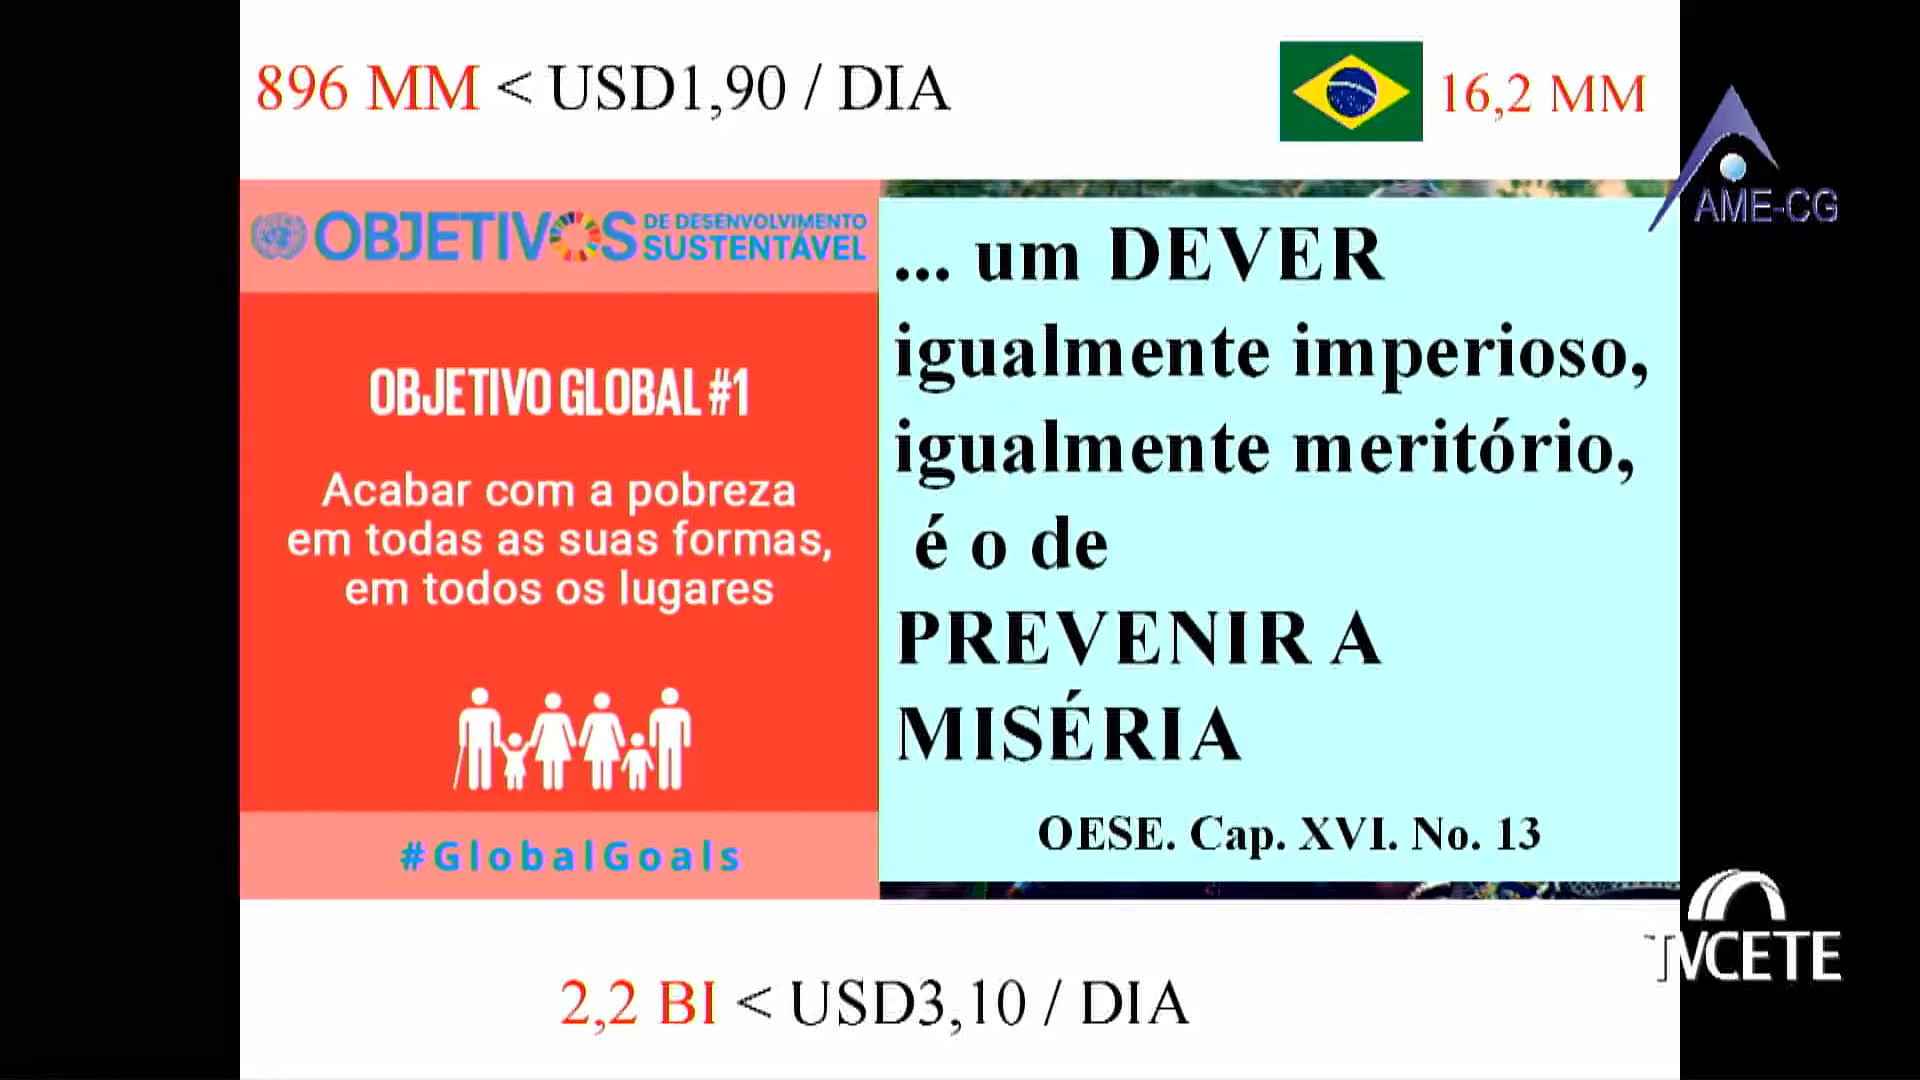 896 MM < USD1,90 / DIA
16,2 MM
AME-CG
OBJETIVOS DE DESENVOLVIMENTO SUSTENTÁVEL
OBJETIVO GLOBAL #1
Acabar com a pobreza
em todas as suas formas,
em todos os lugares
#GlobalGoals
... um DEVER
igualmente imperioso,
igualmente meritório,
é o de
PREVENIR A
MISÉRIA
OESE. Cap. XVI. No. 13
TVCETE
2,2 BI < USD3,10 / DIA